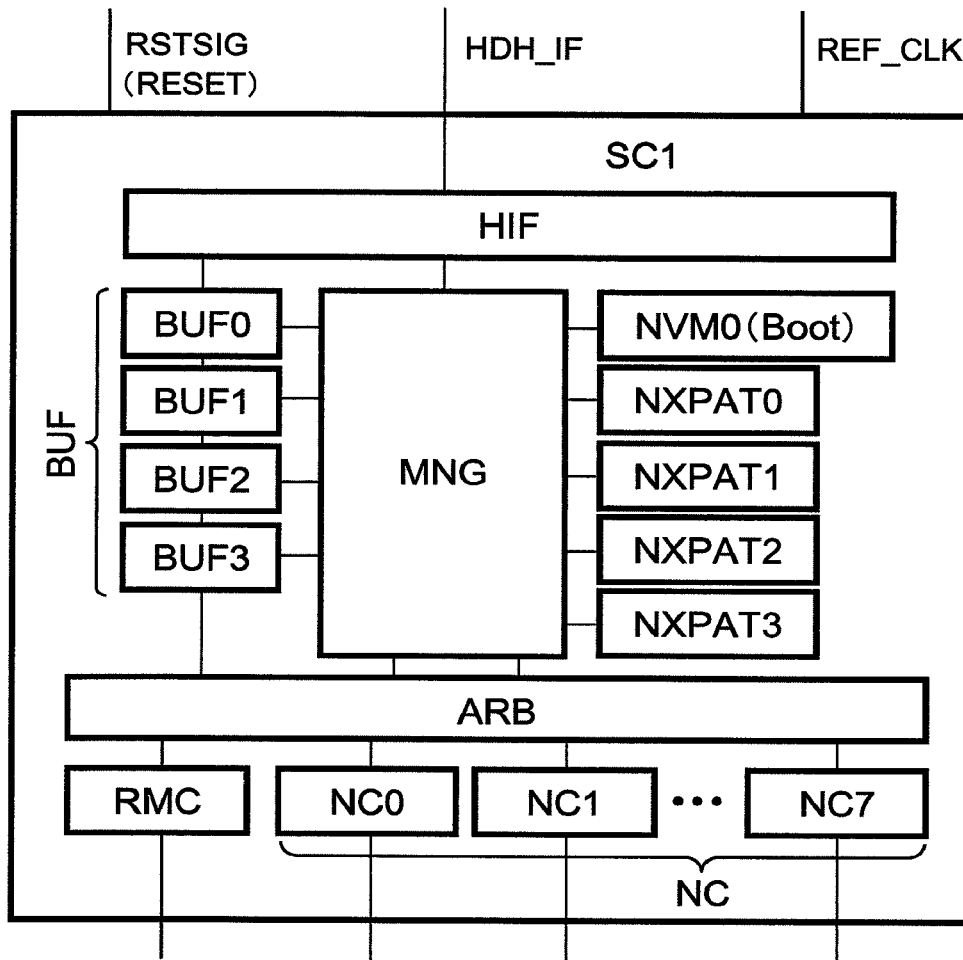 RSTSIG
(RESET)
HDH_IF
REF_CLK
SC1
HIF
BUF
BUF0
BUF1
BUF2
BUF3
MNG
NVM0(Boot)
NXPAT0
NXPAT1
NXPAT2
NXPAT3
ARB
RMC
NC0
NC1
•••
NC7
NC